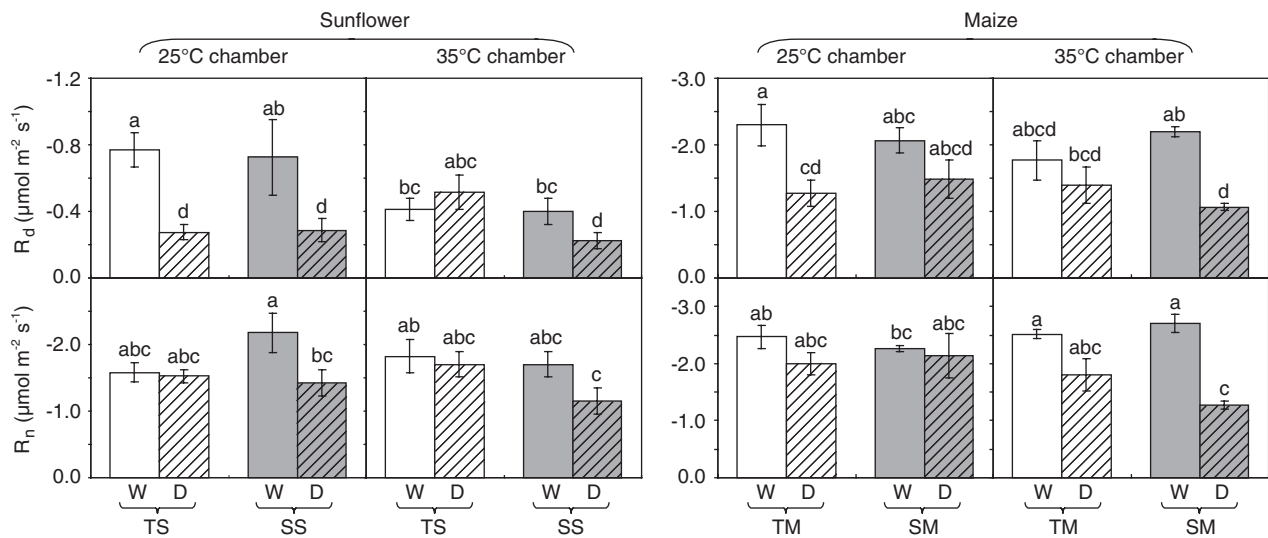 Sunflower Maize
25°C chamber 35°C chamber 25°C chamber 35°C chamber
-1.2 -3.0
a ab a abc ab
-0.8 abc -2.0 abcd abcd bcd
bc bc cd
R_d (µmol m⁻² s⁻¹) -0.4 d d d -1.0 d
0.0 0.0
a ab a a
-2.0 abc abc bc ab abc abc -3.0 ab abc bc abc abc
-2.0
R_n (µmol m⁻² s⁻¹) -1.0 c -1.0 c
0.0 0.0
W D W D W D W D W D W D W D W D
TS SS TS SS TM SM TM SM